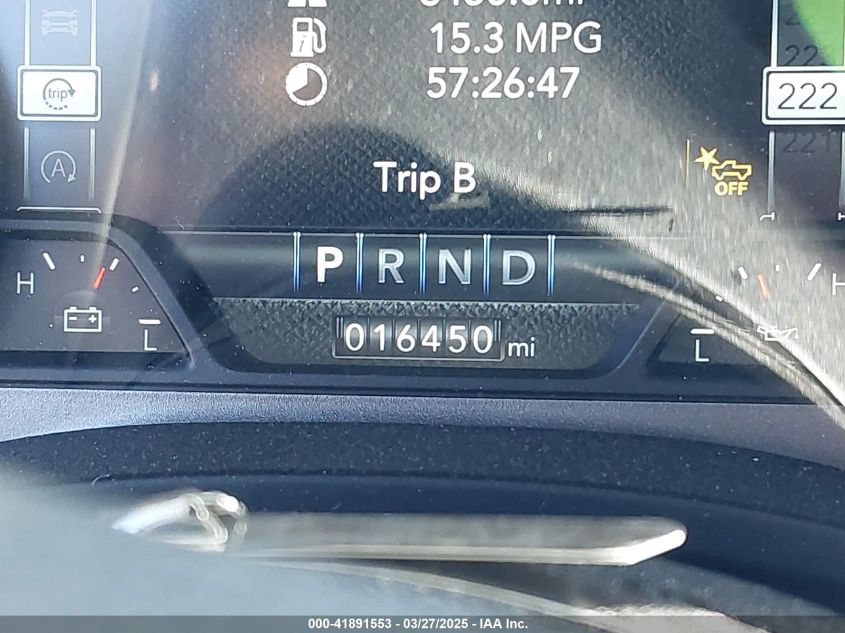 15.3 MPG
57:26:47
trip
222
221
A
OFF
Trip B
P R N D
H
L
H
L
016450 mi
000-41891553 - 03/27/2025 - IAA Inc.